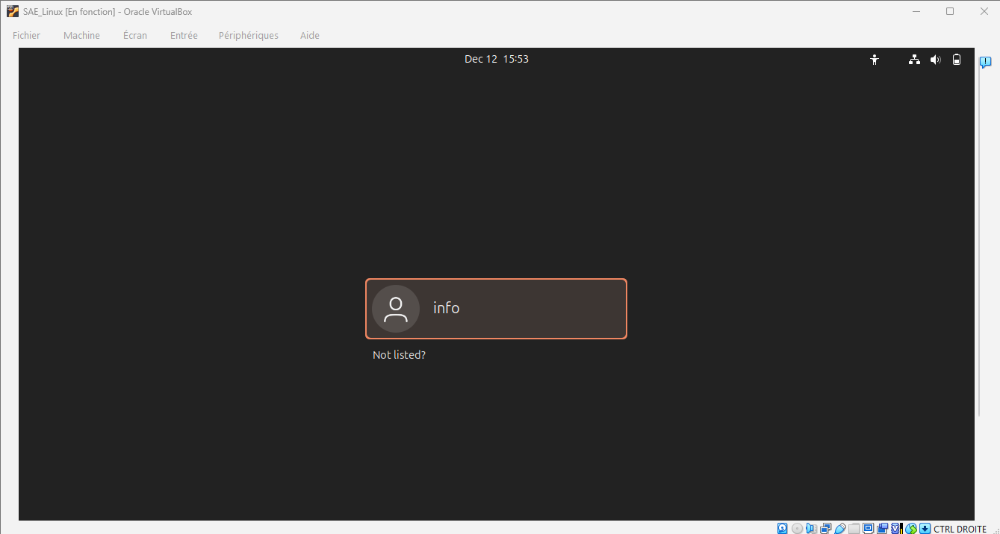 SAE_Linux [En fonction] - Oracle VirtualBox
Fichier Machine Écran Entrée Périphériques Aide
Dec 12 15:53
info
Not listed?
CTRL DROITE